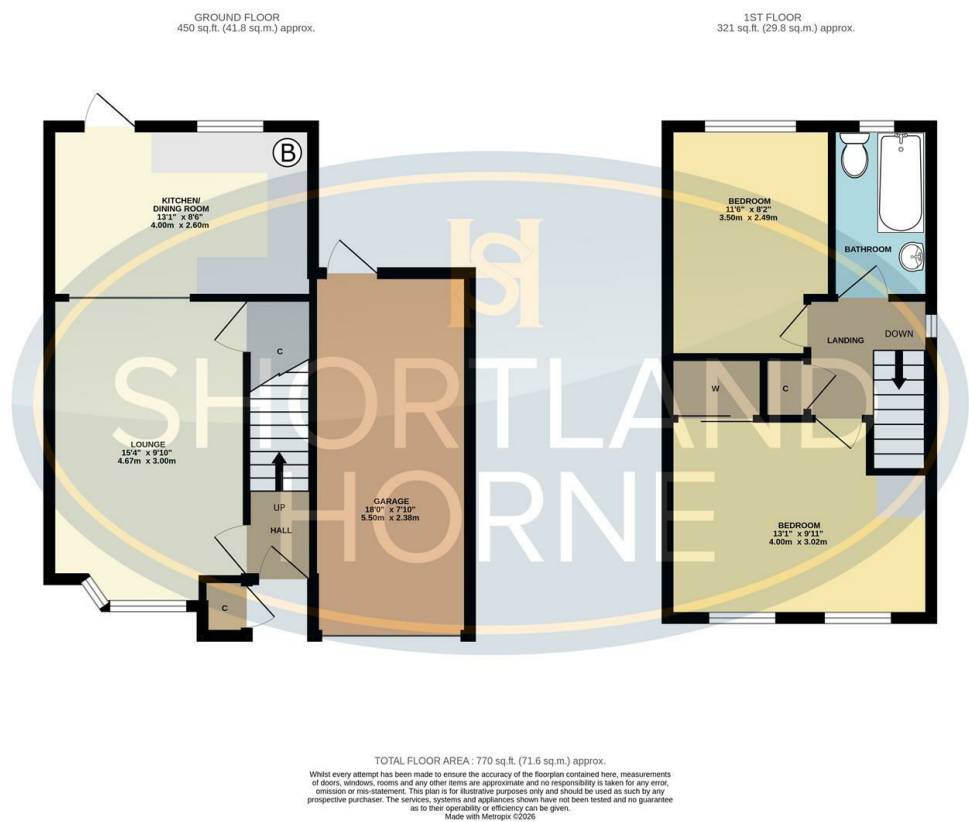 GROUND FLOOR
450 sq.ft. (41.8 sq.m.) approx.
1ST FLOOR
321 sq.ft. (29.8 sq.m.) approx.
B
KITCHEN/
DINING ROOM
13'1" x 8'6"
4.00m x 2.60m
C
LOUNGE
15'4" x 9'10"
4.67m x 3.00m
UP
HALL
C
GARAGE
18'0" x 7'10"
5.50m x 2.38m
BEDROOM
11'6" x 8'2"
3.50m x 2.49m
BATHROOM
LANDING
DOWN
W
C
BEDROOM
13'1" x 9'11"
4.00m x 3.02m
SH
SHORTLAND
HORNE
TOTAL FLOOR AREA : 770 sq.ft. (71.6 sq.m.) approx.
Whilst every attempt has been made to ensure the accuracy of the floorplan contained here, measurements
of doors, windows, rooms and any other items are approximate and no responsibility is taken for any error,
omission or mis-statement. This plan is for illustrative purposes only and should be used as such by any
prospective purchaser. The services, systems and appliances shown have not been tested and no guarantee
as to their operability or efficiency can be given.
Made with Metropix ©2026